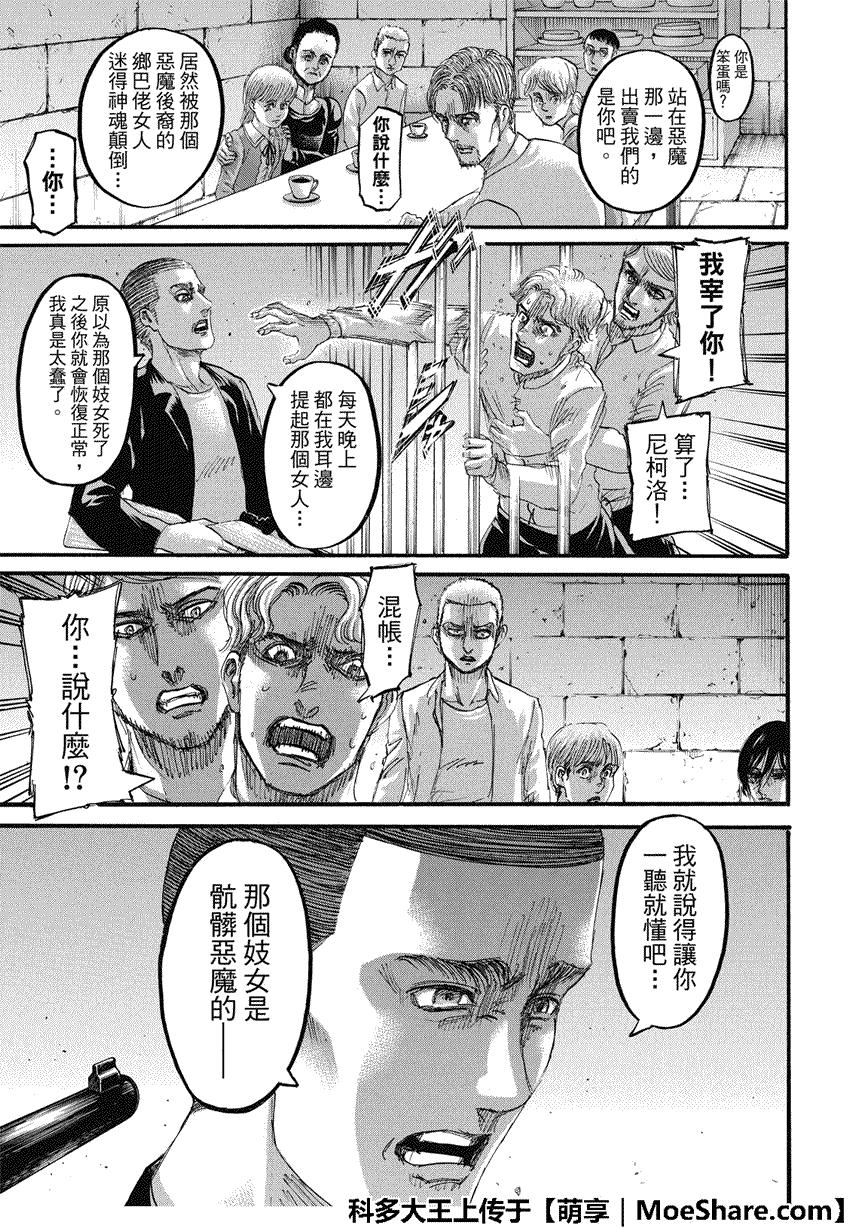 你是
笨蛋嗎？
站在惡魔
那一邊，
出賣我們的
是你吧。
你說什麼…
居然被那個
惡魔後裔的
鄉巴佬女人
迷得神魂顛倒…
…你…
我宰了你！
算了…
尼柯洛！
每天晚上
都在我耳邊
提起那個女人…
原以為那個妓女死了
之後你就會恢復正常，
我真是太蠢了。
混帳…
你…說什麼!?
我就說得讓你
一聽就懂吧…
那個妓女是
骯髒惡魔的——
科多大王上传于【萌享｜MoeShare.com】